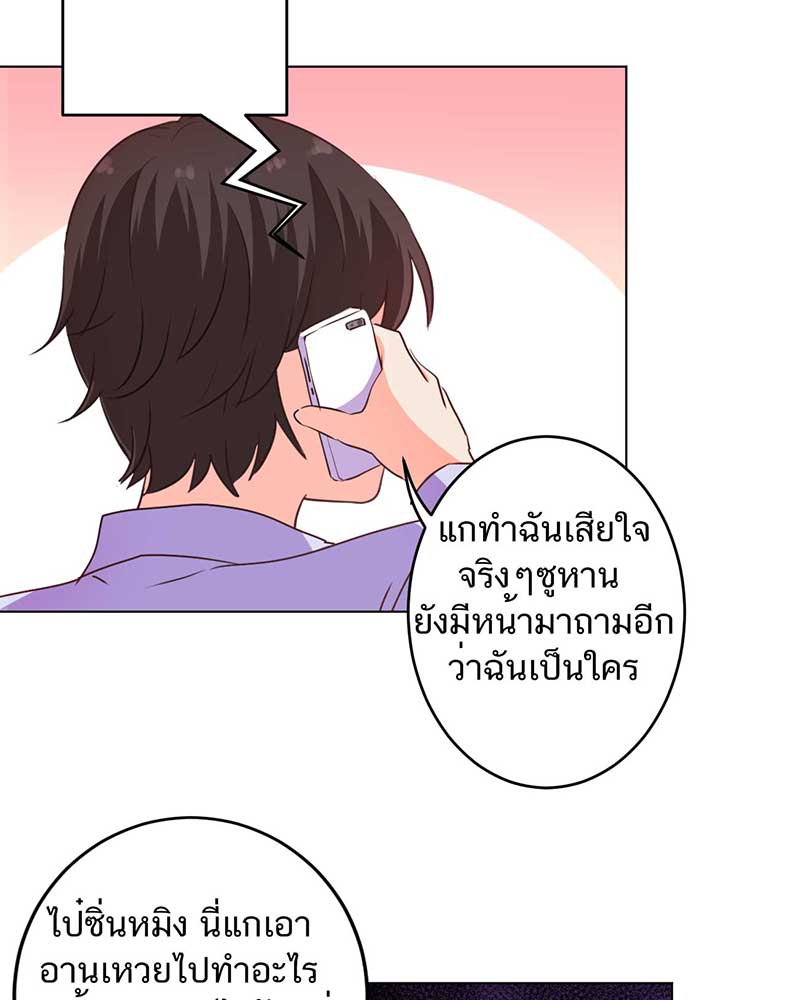 แกทำฉันเสียใจ
จริงๆซูหาน
ยังมีหน้ามาถามอีก
ว่าฉันเป็นใคร
ไป๋ซิ่นหมิง นี่แกเอา
อานเหวยไปทำอะไร